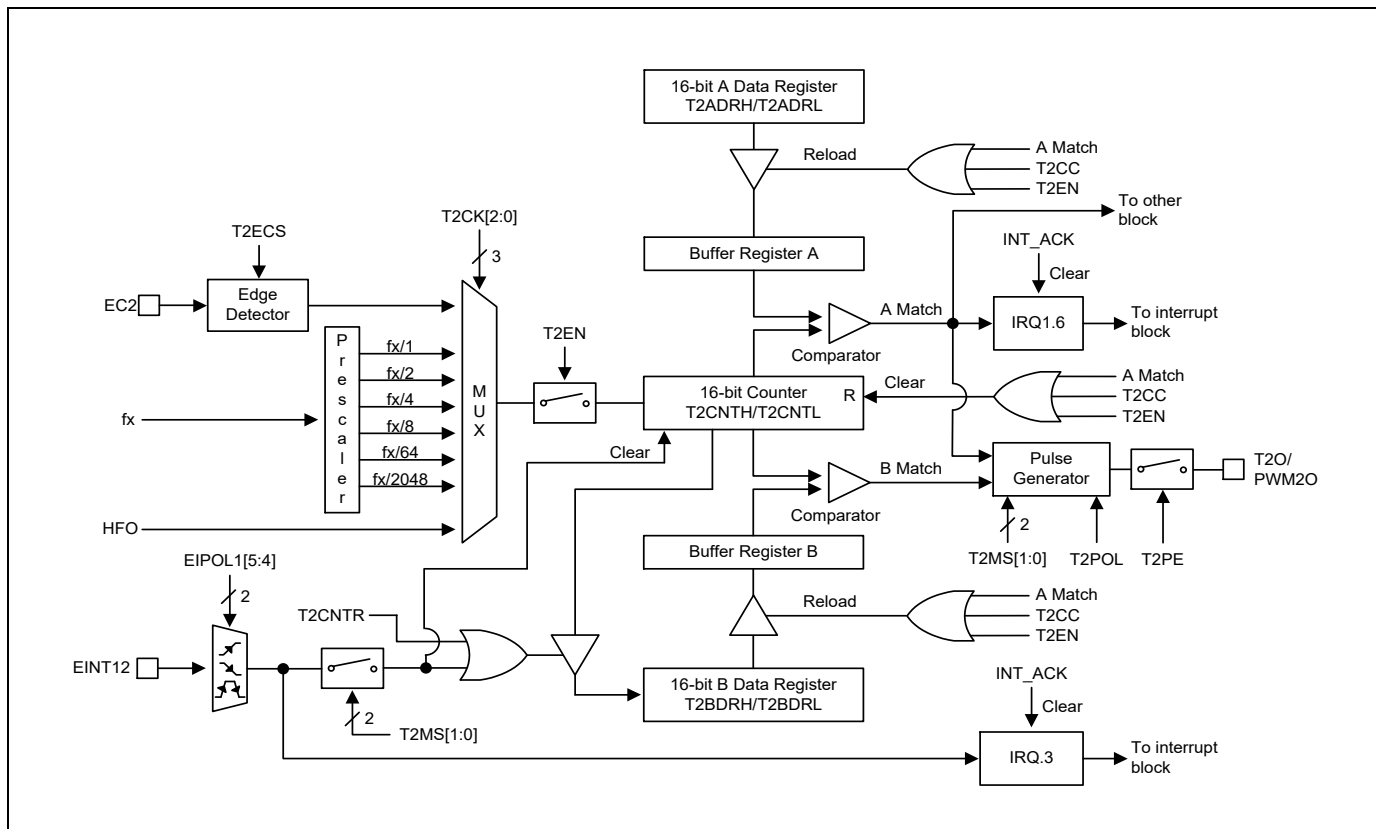 16-bit A Data Register
T2ADRH/T2ADRL
Reload
A Match
T2CC
T2EN
To other
block
T2CK[2:0]
3
T2ECS
INT_ACK
Clear
Buffer Register A
EC2
Edge
Detector
A Match
IRQ1.6
To interrupt
block
Comparator
Prescaler
fx/1
fx/2
fx/4
fx/8
fx/64
fx/2048
MUX
T2EN
fx
16-bit Counter
T2CNTH/T2CNTL
R
Clear
A Match
T2CC
T2EN
Clear
B Match
Pulse
Generator
T2O/
PWM2O
Comparator
HFO
2
T2MS[1:0]
T2POL
T2PE
Buffer Register B
EIPOL1[5:4]
2
Reload
A Match
T2CC
T2EN
T2CNTR
EINT12
16-bit B Data Register
T2BDRH/T2BDRL
2
T2MS[1:0]
INT_ACK
Clear
IRQ.3
To interrupt
block